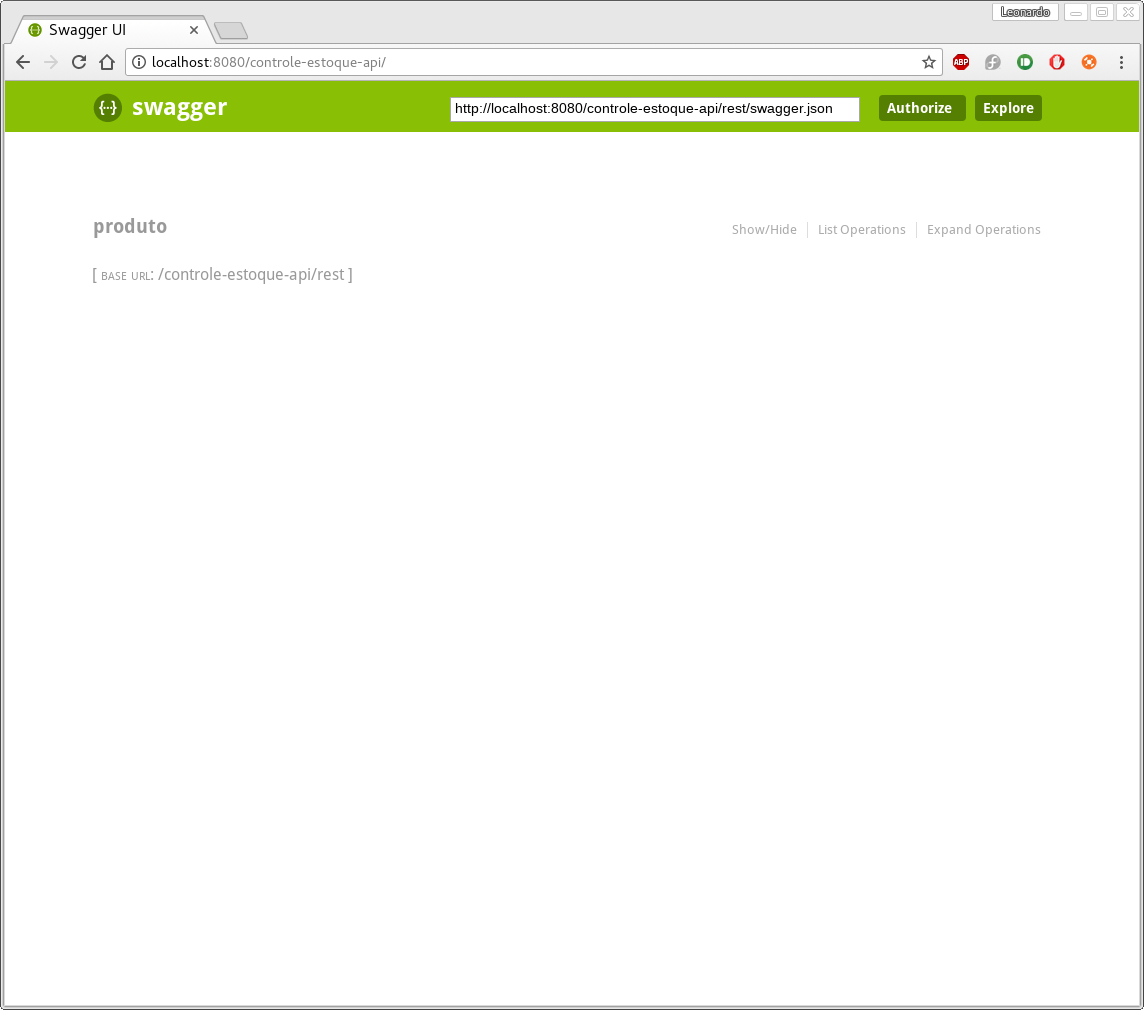 Leonardo
Swagger UI
localhost:8080/controle-estoque-api/
ABP
{···} swagger
http://localhost:8080/controle-estoque-api/rest/swagger.json
Authorize
Explore
produto
Show/Hide
List Operations
Expand Operations
[ BASE URL: /controle-estoque-api/rest ]